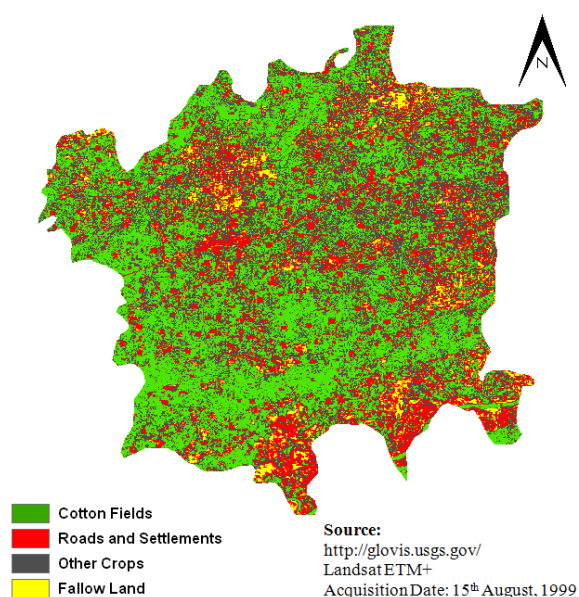 N
Cotton Fields
Roads and Settlements
Other Crops
Fallow Land
Source:
http://glovis.usgs.gov/
Landsat ETM+
Acquisition Date: 15th August, 1999